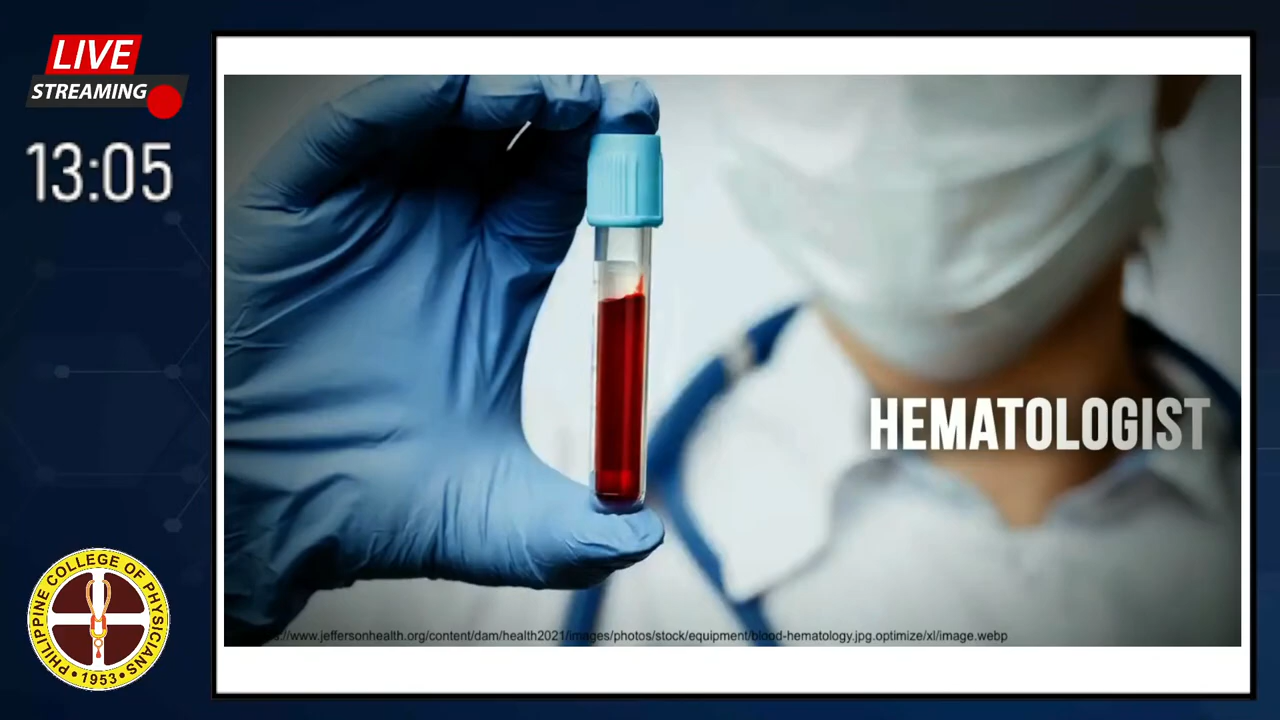 LIVE
STREAMING
13:05
HEMATOLOGIST
//www.jeffersonhealth.org/content/dam/health2021/images/photos/stock/equipment/blood-hematology.jpg.optimize/xl/image.webp
PHILIPPINE COLLEGE OF PHYSICIANS
• 1953 •